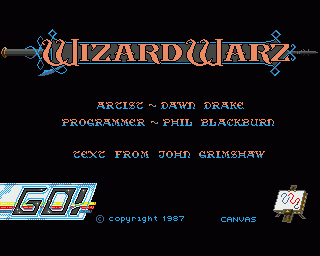 WIZARD WARZ
ARTIST ~ DAWN DRAKE
PROGRAMMER ~ PHIL BLACKBURN
TEXT FROM JOHN GRIMSHAW
GO!
© copyright 1987
CANVAS